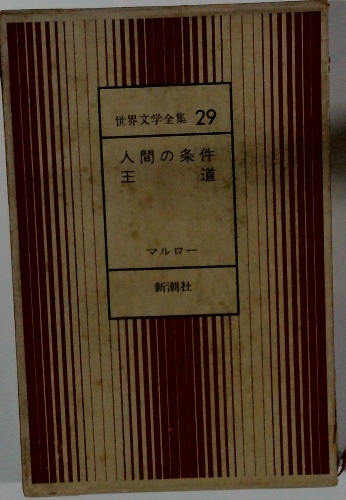 世界文学全集 29
人間の条件
王道
マルロー
新潮社